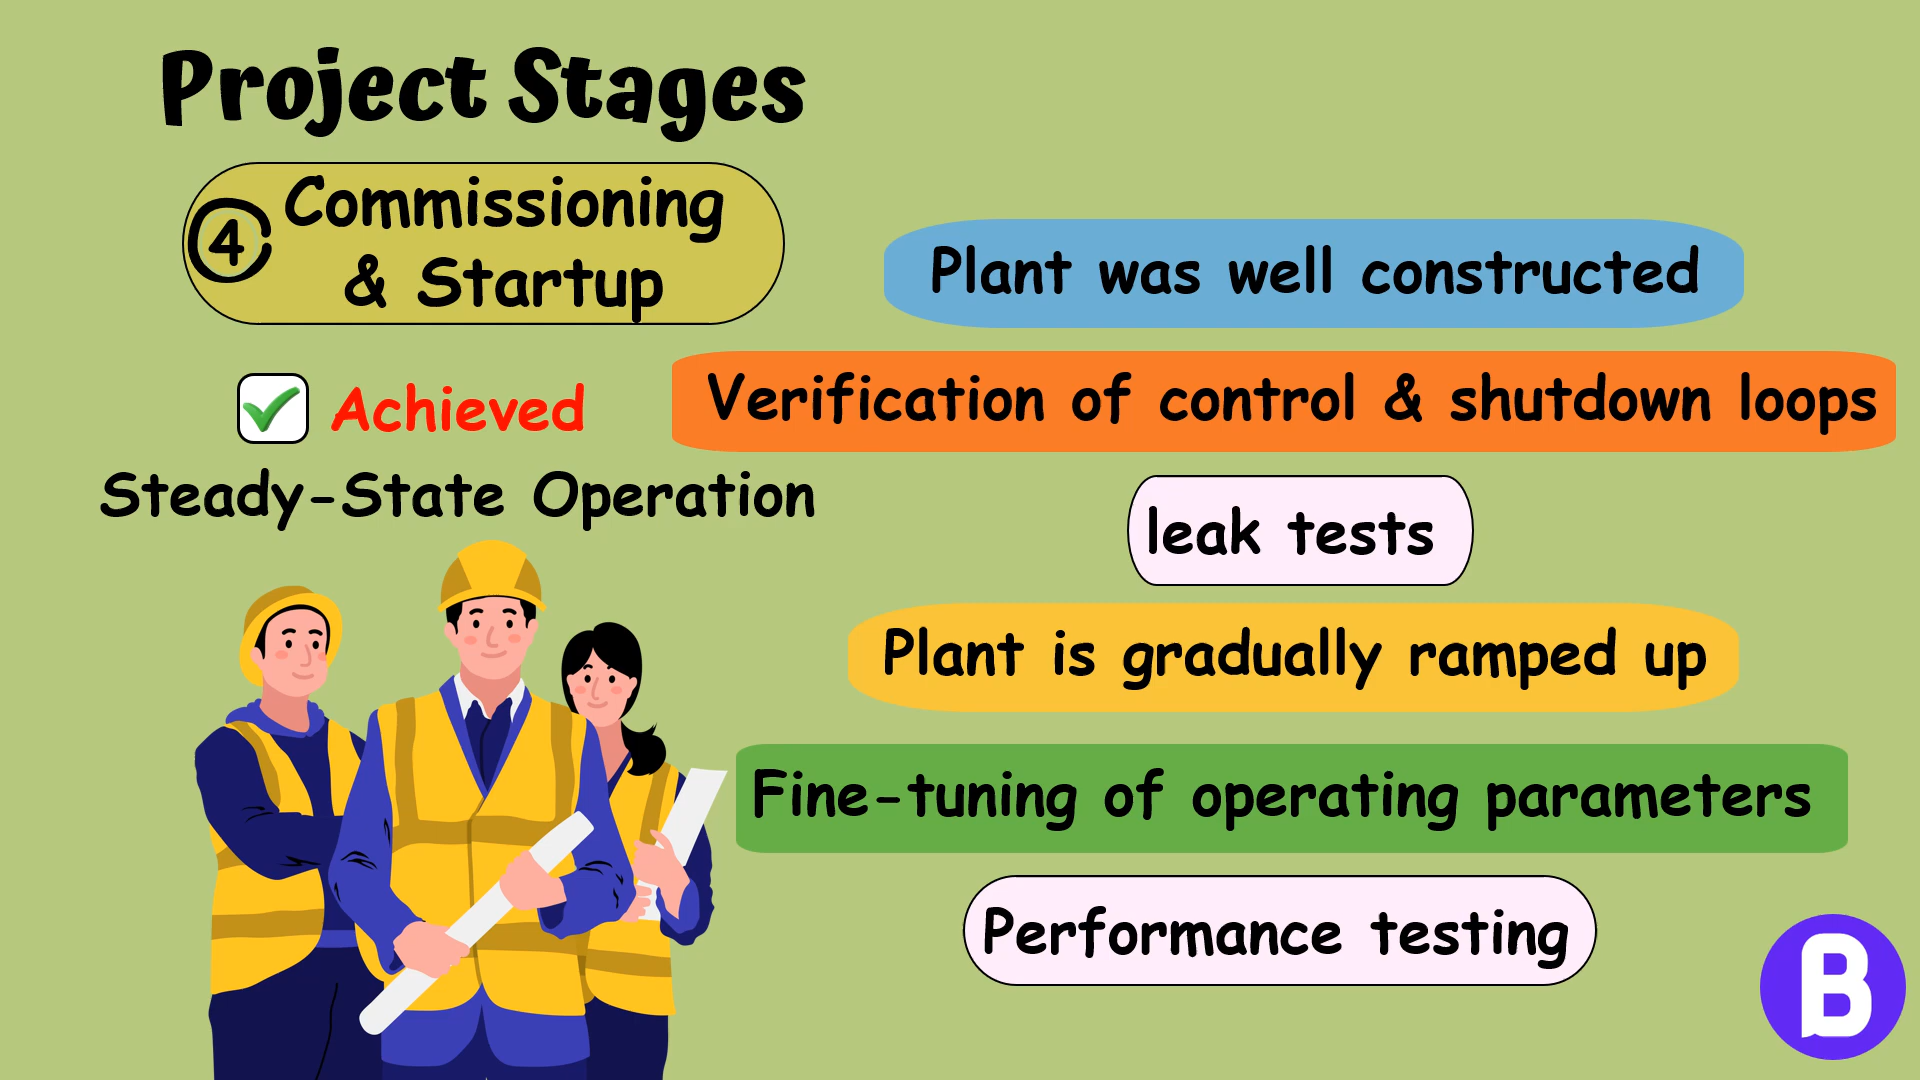 Project Stages
4
Commissioning
& Startup
Achieved
Steady-State Operation
Plant was well constructed
Verification of control & shutdown loops
leak tests
Plant is gradually ramped up
Fine-tuning of operating parameters
Performance testing
B